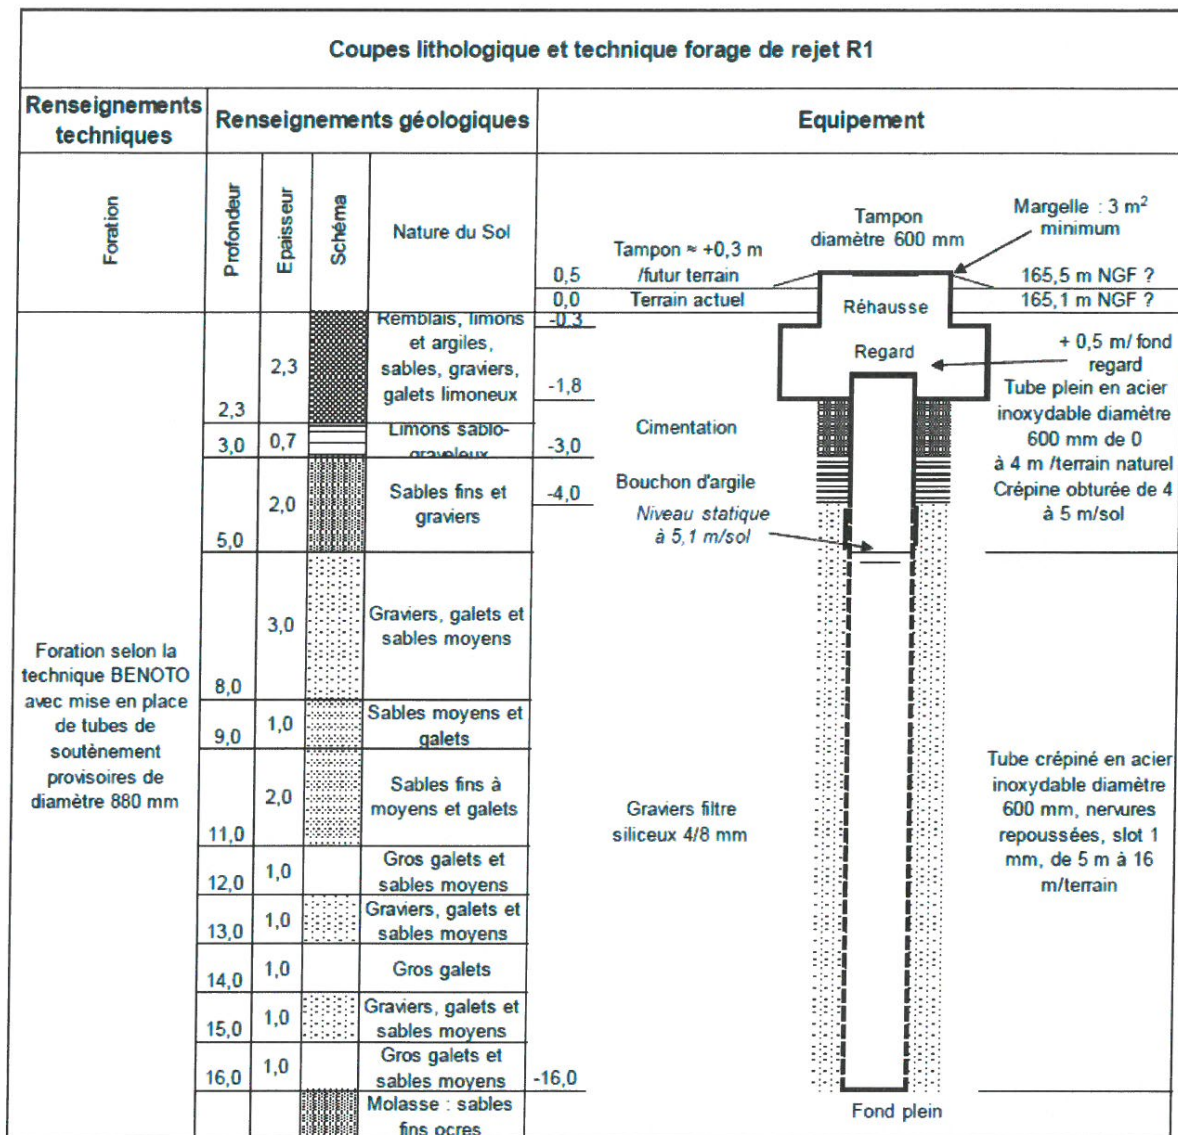 Coupes lithologique et technique forage de rejet R1
Renseignements
techniques
Renseignements géologiques
Equipement
Foration
Profondeur
Epaisseur
Schéma
Nature du Sol
Tampon ≈ +0,3 m
/futur terrain
0,5
0,0
Terrain actuel
Tampon
diamètre 600 mm
Margelle : 3 m²
minimum
165,5 m NGF ?
165,1 m NGF ?
Réhausse
Regard
+ 0,5 m/ fond
regard
Tube plein en acier
inoxydable diamètre
600 mm de 0
à 4 m /terrain naturel
Crépine obturée de 4
à 5 m/sol
Foration selon la
technique BENOTO
avec mise en place
de tubes de
soutènement
provisoires de
diamètre 880 mm
2,3
2,3
Remblais, limons
et argiles,
sables, graviers,
galets limoneux
-0,3
-1,8
3,0
0,7
Limons sablo-
graveleux
Cimentation
-3,0
5,0
2,0
Sables fins et
graviers
Bouchon d'argile
-4,0
Niveau statique
à 5,1 m/sol
8,0
3,0
Graviers, galets et
sables moyens
9,0
1,0
Sables moyens et
galets
11,0
2,0
Sables fins à
moyens et galets
Graviers filtre
siliceux 4/8 mm
Tube crépiné en acier
inoxydable diamètre
600 mm, nervures
repoussées, slot 1
mm, de 5 m à 16
m/terrain
12,0
1,0
Gros galets et
sables moyens
13,0
1,0
Graviers, galets et
sables moyens
14,0
1,0
Gros galets
15,0
1,0
Graviers, galets et
sables moyens
16,0
1,0
Gros galets et
sables moyens
-16,0
Molasse : sables
fins ocres
Fond plein